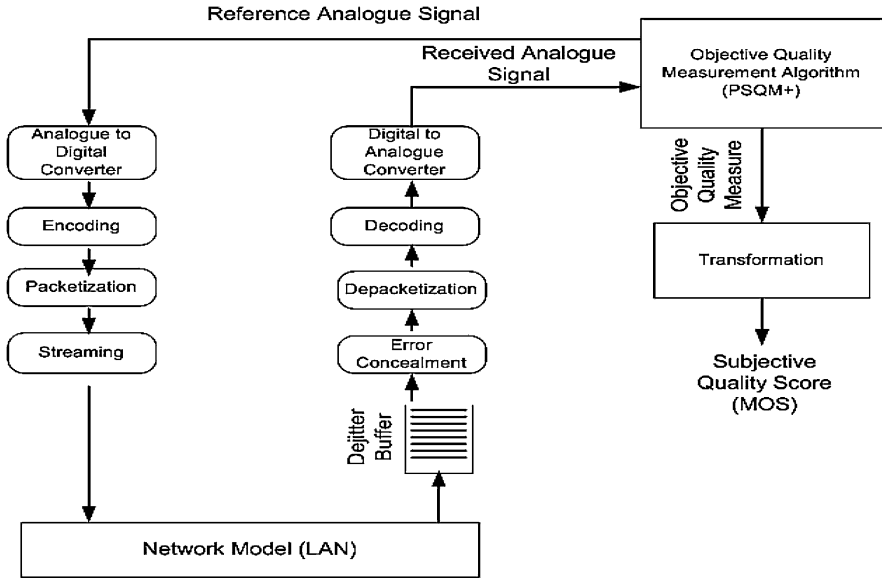 Reference Analogue Signal
Received Analogue
Signal
Objective Quality
Measurement Algorithm
(PSQM+)
Analogue to
Digital
Converter
Encoding
Packetization
Streaming
Digital to
Analogue
Converter
Decoding
Depacketization
Error
Concealment
Dejitter
Buffer
Network Model (LAN)
Objective
Quality
Measure
Transformation
Subjective
Quality Score
(MOS)